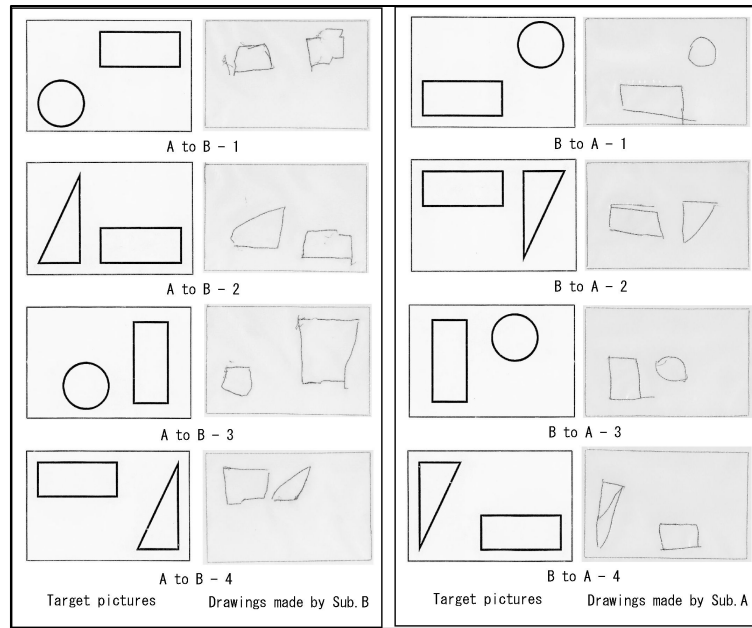 A to B - 1
A to B - 2
A to B - 3
A to B - 4
Target pictures
Drawings made by Sub.B
B to A - 1
B to A - 2
B to A - 3
B to A - 4
Target pictures
Drawings made by Sub.A